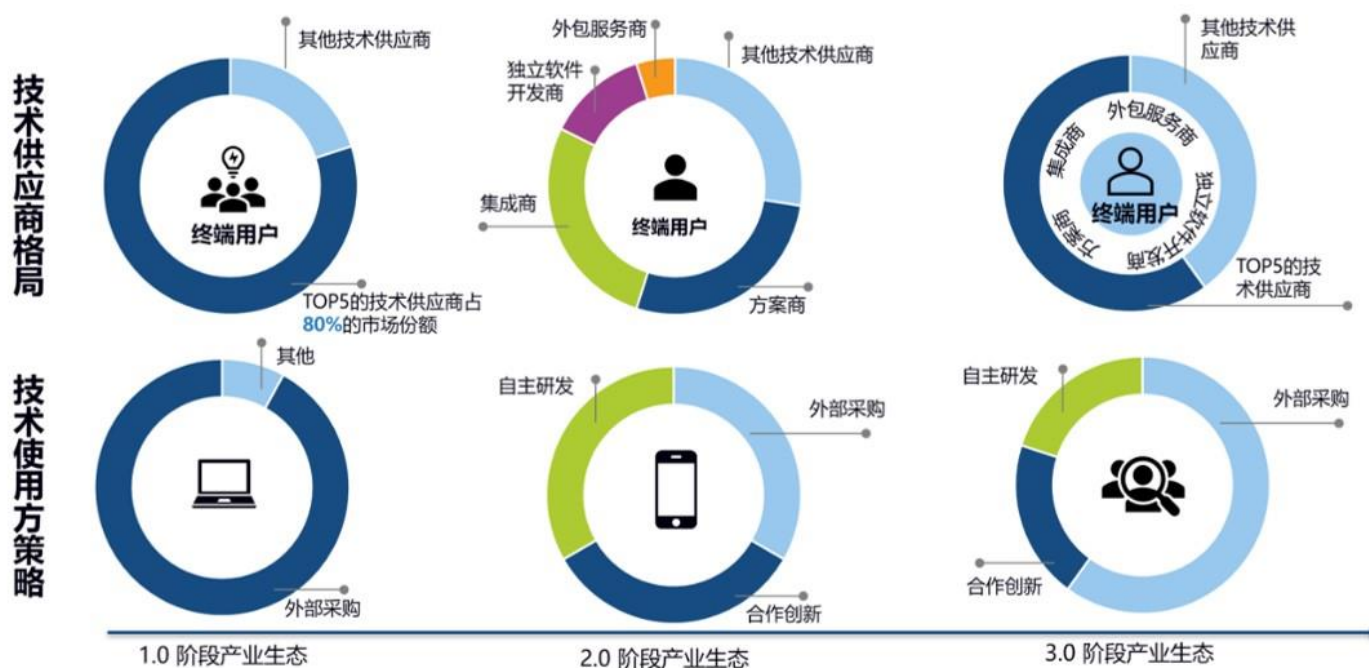 技术供应商格局
其他技术供应商
终端用户
TOP5的技术供应商占
80%的市场份额
外包服务商
独立软件
开发商
其他技术供应商
集成商
终端用户
方案商
其他技术供
应商
外包服务商
集成商
独立软件开发商
方案商
终端用户
TOP5的技
术供应商
技术使用方策略
其他
外部采购
自主研发
外部采购
合作创新
自主研发
外部采购
合作创新
1.0 阶段产业生态
2.0 阶段产业生态
3.0 阶段产业生态